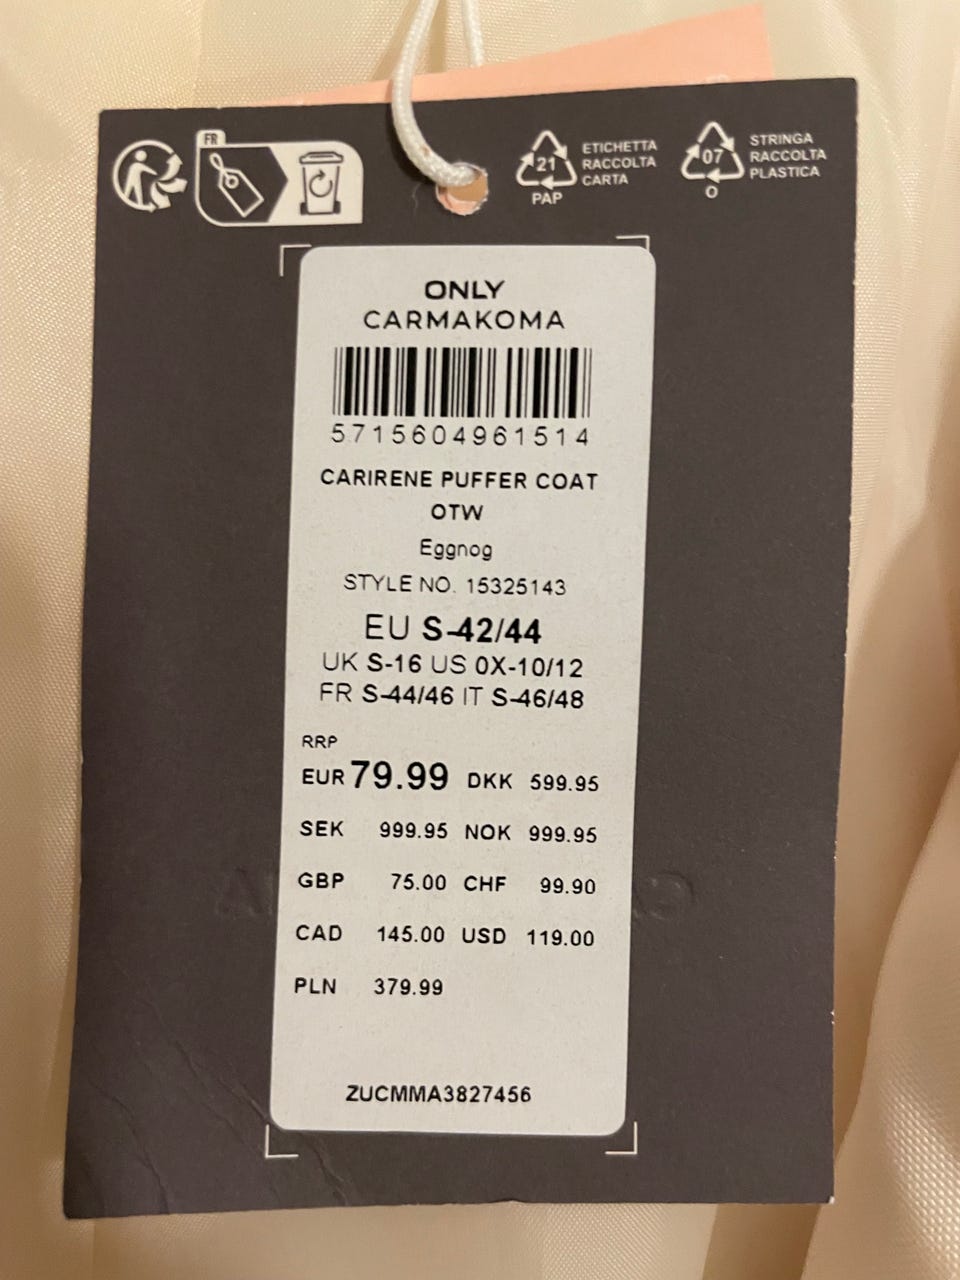 FR
21
PAP
ETICHETTA
RACCOLTA
CARTA
07
O
STRINGA
RACCOLTA
PLASTICA
ONLY
CARMAKOMA
5715604961514
CARIRENE PUFFER COAT
OTW
Eggnog
STYLE NO. 15325143
EU S-42/44
UK S-16 US 0X-10/12
FR S-44/46 IT S-46/48
RRP
EUR 79.99 DKK 599.95
SEK 999.95 NOK 999.95
GBP 75.00 CHF 99.90
CAD 145.00 USD 119.00
PLN 379.99
ZUCMMA3827456